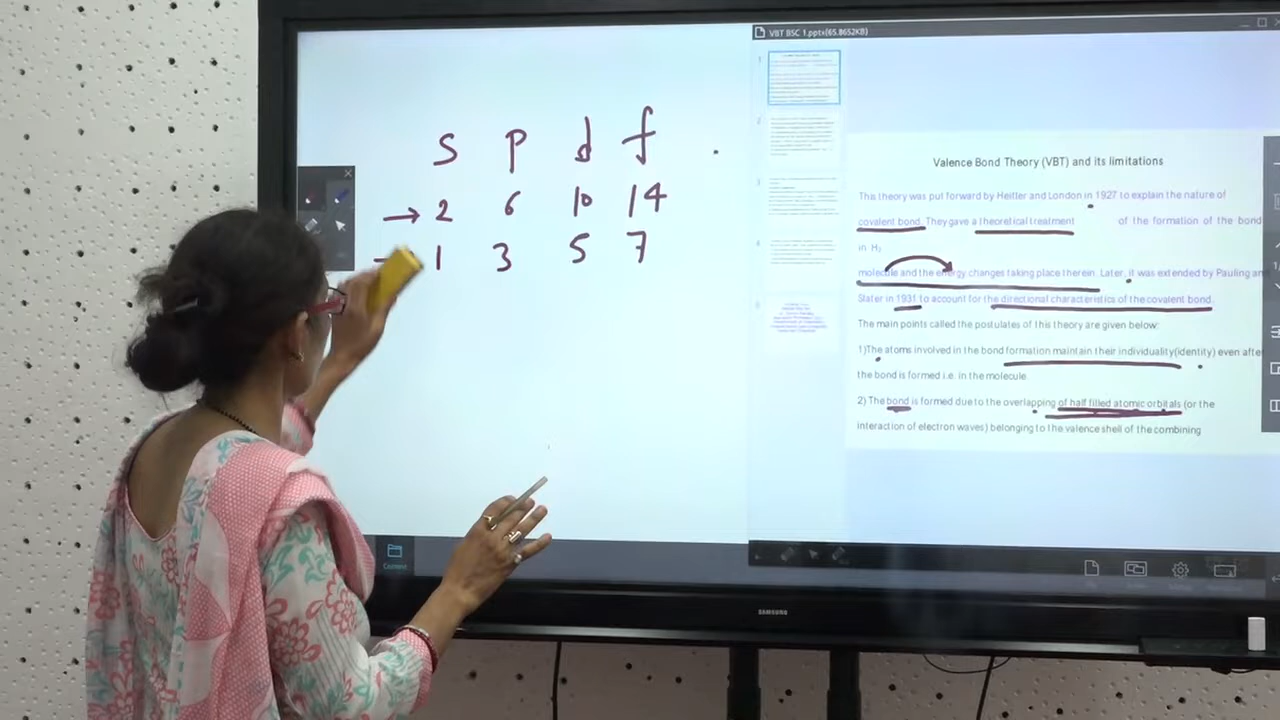 s p d f .
→ 2 6 10 14
1 3 5 7
Content
VBT BSC 1.pptx(65.8652KB)
Valence Bond Theory (VBT) and its limitations
This theory was put forward by Heitler and London in 1927 to explain the nature of
covalent bond. They gave a theoretical treatment of the formation of the bond
in H₂
molecule and the energy changes taking place therein. Later, it was extended by Pauling and
Slater in 1931 to account for the directional characteristics of the covalent bond.
The main points called the postulates of this theory are given below:
1)The atoms involved in the bond formation maintain their individuality(identity) even after
the bond is formed i.e. in the molecule.
2) The bond is formed due to the overlapping of half filled atomic orbitals (or the
interaction of electron waves) belonging to the valence shell of the combining
SAMSUNG